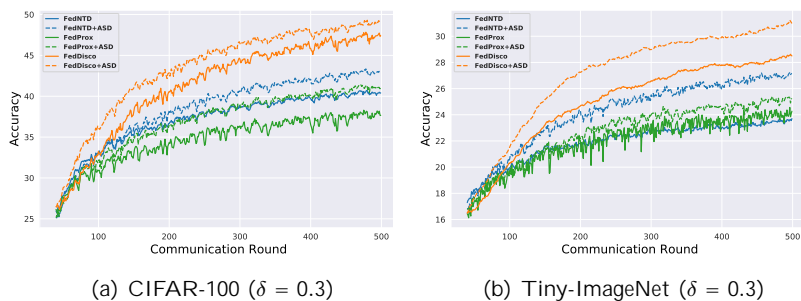 FedNTD
FedNTD+ASD
FedProx
FedProx+ASD
FedDisco
FedDisco+ASD
50
45
40
35
30
25
Accuracy
100 200 300 400 500
Communication Round
(a) CIFAR-100 (δ = 0.3)
FedNTD
FedNTD+ASD
FedProx
FedProx+ASD
FedDisco
FedDisco+ASD
30
28
26
24
22
20
18
16
Accuracy
100 200 300 400 500
Communication Round
(b) Tiny-ImageNet (δ = 0.3)